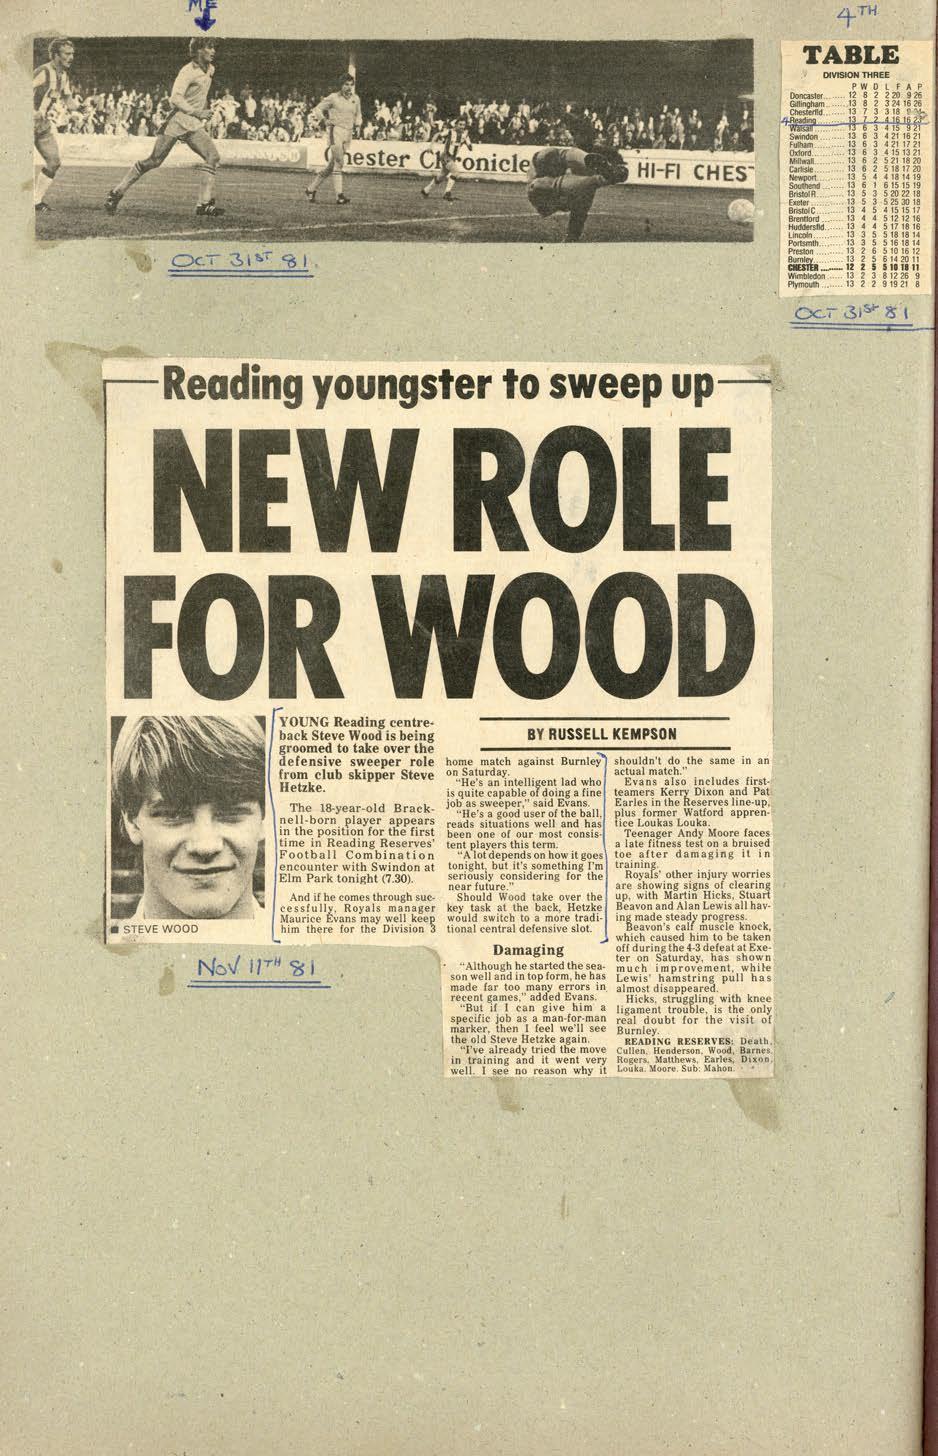 ME
4TH
Chester Chronicle
HI-FI CHES
OCT 31ST 81
TABLE
DIVISION THREE
P W D L F A P
Doncaster... 12 8 2 2 20 9 26
Gillingham... 13 8 2 3 24 16 26
Chesterfld... 13 7 3 3 18 9
4 Reading... 13 7 2 4 16 16 23
Walsall... 13 6 3 4 15 9 21
Swindon... 13 6 3 4 21 16 21
Fulham... 13 6 3 4 21 17 21
Oxford... 13 6 3 4 15 13 21
Millwall... 13 6 2 5 21 18 20
Carlisle... 13 6 2 5 18 17 20
Newport... 13 5 4 4 18 14 19
Southend... 13 6 1 6 15 15 19
Bristol R... 13 5 3 5 20 22 18
Exeter... 13 5 3 5 25 30 18
Bristol C... 13 4 5 4 15 15 17
Brentford... 13 4 4 5 12 12 16
Huddersfld... 13 4 4 5 17 18 16
Lincoln... 13 3 5 5 18 18 14
Portsmth... 13 3 5 5 16 18 14
Preston... 13 2 6 5 10 16 12
Burnley... 13 2 5 6 14 20 11
CHESTER... 12 2 5 5 10 18 11
Wimbledon... 13 2 3 8 12 26 9
Plymouth... 13 2 2 9 19 21 8
OCT 31ST 81
Reading youngster to sweep up
NEW ROLE
FOR WOOD
STEVE WOOD
NOV 11TH 81
YOUNG Reading centre-
back Steve Wood is being
groomed to take over the
defensive sweeper role
from club skipper Steve
Hetzke.
The 18-year-old Brack-
nell-born player appears
in the position for the first
time in Reading Reserves'
Football Combination
encounter with Swindon at
Elm Park tonight (7.30).
And if he comes through suc-
cessfully, Royals manager
Maurice Evans may well keep
him there for the Division 3
BY RUSSELL KEMPSON
home match against Burnley
on Saturday.
"He's an intelligent lad who
is quite capable of doing a fine
job as sweeper," said Evans.
"He's a good user of the ball,
reads situations well and has
been one of our most consis-
tent players this term.
"A lot depends on how it goes
tonight, but it's something I'm
seriously considering for the
near future."
Should Wood take over the
key task at the back, Hetzke
would switch to a more tradi-
tional central defensive slot.
Damaging
"Although he started the sea-
son well and in top form, he has
made far too many errors in
recent games," added Evans.
"But if I can give him a
specific job as a man-for-man
marker, then I feel we'll see
the old Steve Hetzke again.
"I've already tried the move
in training and it went very
well. I see no reason why it
shouldn't do the same in an
actual match."
Evans also includes first-
teamers Kerry Dixon and Pat
Earles in the Reserves line-up,
plus former Watford appren-
tice Loukas Louka.
Teenager Andy Moore faces
a late fitness test on a bruised
toe after damaging it in
training.
Royals' other injury worries
are showing signs of clearing
up, with Martin Hicks, Stuart
Beavon and Alan Lewis all hav-
ing made steady progress.
Beavon's calf muscle knock,
which caused him to be taken
off during the 4-3 defeat at Exe-
ter on Saturday, has shown
much improvement, while
Lewis' hamstring pull has
almost disappeared.
Hicks, struggling with knee
ligament trouble, is the only
real doubt for the visit of
Burnley.
READING RESERVES: Death,
Cullen, Henderson, Wood, Barnes,
Rogers, Matthews, Earles, Dixon,
Louka. Moore. Sub: Mahon.